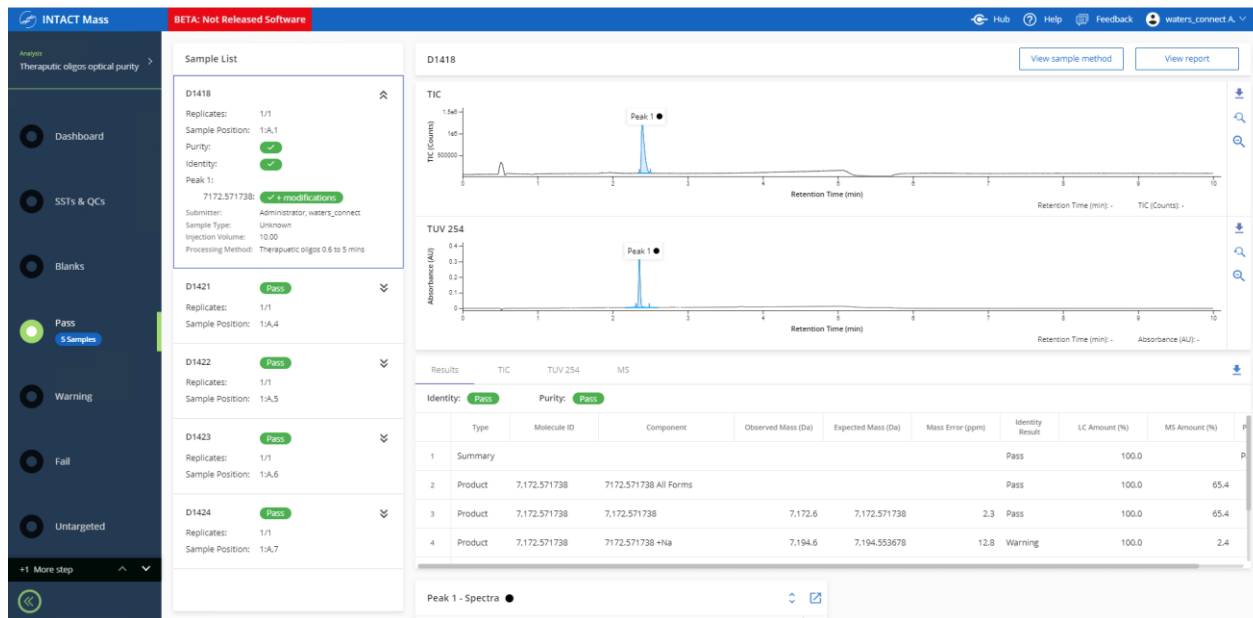 INTACT Mass
BETA: Not Released Software
Hub
Help
Feedback
waters_connect A.
Analysis
Theraputic oligos optical purity
Dashboard
SSTs & QCs
Blanks
Pass
5 Samples
Warning
Fail
Untargeted
+1 More step
Sample List
D1418
Replicates: 1/1
Sample Position: 1:A,1
Purity:
Identity:
Peak 1:
7172.571738: + modifications
Submitter: Administrator, waters_connect
Sample Type: Unknown
Injection Volume: 10.00
Processing Method: Therapuetic oligos 0.6 to 5 mins
D1421 Pass
Replicates: 1/1
Sample Position: 1:A,4
D1422 Pass
Replicates: 1/1
Sample Position: 1:A,5
D1423 Pass
Replicates: 1/1
Sample Position: 1:A,6
D1424 Pass
Replicates: 1/1
Sample Position: 1:A,7
D1418
View sample method
View report
TIC
TIC (Counts)
1.5e6
1e6
500000
Peak 1
0 1 2 3 4 5 6 7 8 9 10
Retention Time (min)
Retention Time (min): - TIC (Counts): -
TUV 254
Absorbance (AU)
0.4
0.3
0.2
0.1
0
Peak 1
0 1 2 3 4 5 6 7 8 9 10
Retention Time (min)
Retention Time (min): - Absorbance (AU): -
Results TIC TUV 254 MS
Identity: Pass Purity: Pass
Type Molecule ID Component Observed Mass (Da) Expected Mass (Da) Mass Error (ppm) Identity Result LC Amount (%) MS Amount (%) P
1 Summary Pass 100.0 P
2 Product 7,172.571738 7172.571738 All Forms Pass 100.0 65.4
3 Product 7,172.571738 7,172.571738 7,172.6 7,172.571738 2.3 Pass 100.0 65.4
4 Product 7,172.571738 7172.571738 +Na 7,194.6 7,194.553678 12.8 Warning 100.0 2.4
Peak 1 - Spectra